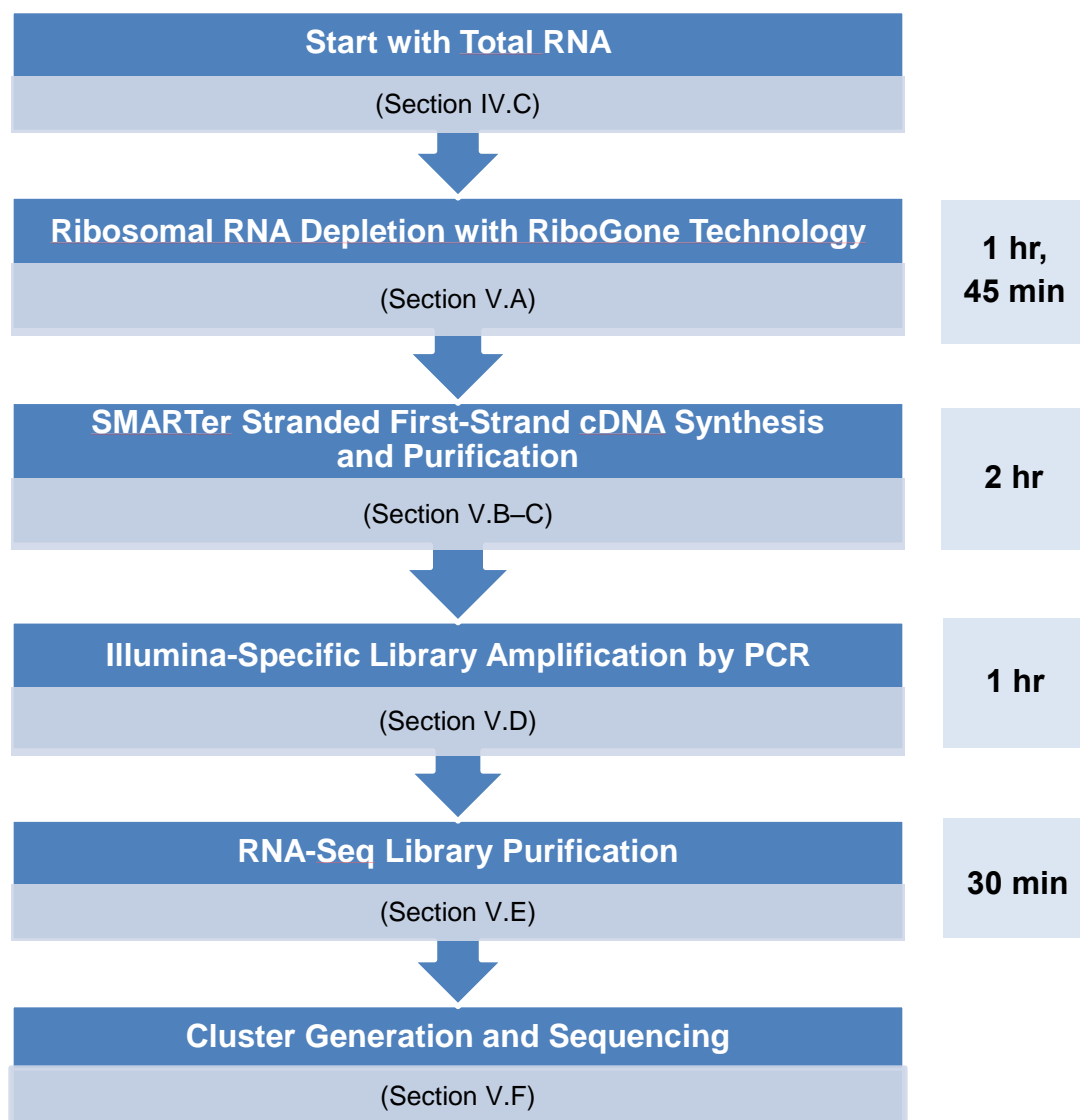 Start with Total RNA
(Section IV.C)
Ribosomal RNA Depletion with RiboGone Technology
(Section V.A)
1 hr,
45 min
SMARTer Stranded First-Strand cDNA Synthesis
and Purification
(Section V.B–C)
2 hr
Illumina-Specific Library Amplification by PCR
(Section V.D)
1 hr
RNA-Seq Library Purification
(Section V.E)
30 min
Cluster Generation and Sequencing
(Section V.F)